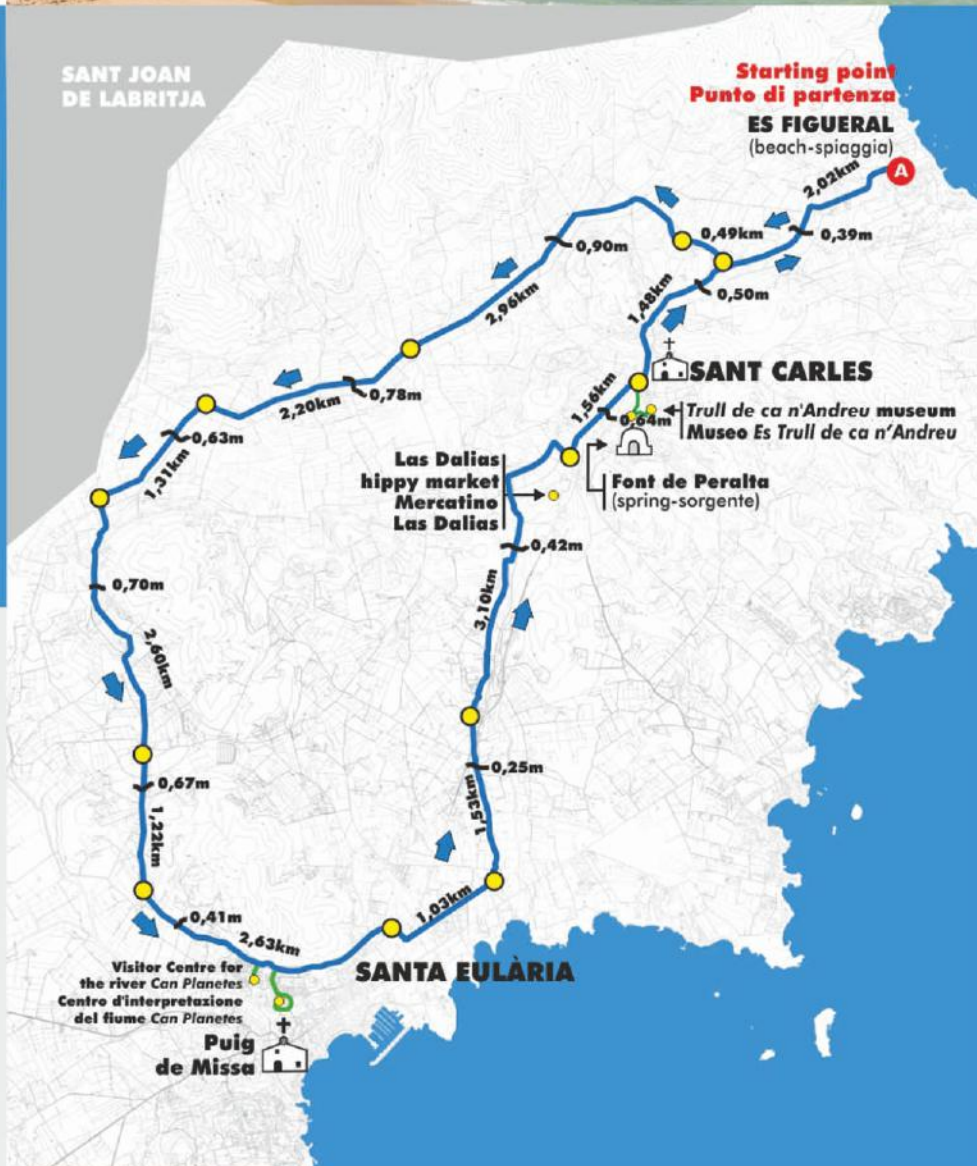 SANT JOAN
DE LABRITJA
Starting point
Punto di partenza
ES FIGUERAL
(beach-spiaggia)
A
2,02km
0,49km
0,39m
0,90m
0,50m
1,48km
2,96km
SANT CARLES
2,20km
0,78m
1,56km
0,64m
Trull de ca n'Andreu museum
Museo Es Trull de ca n'Andreu
0,63m
1,31km
Las Dalias
hippy market
Mercatino
Las Dalias
Font de Peralta
(spring-sorgente)
0,42m
0,70m
3,10km
2,60km
0,25m
0,67m
1,53km
1,22km
0,41m
2,63km
1,03km
Visitor Centre for
the river Can Planetes
Centro d'interpretazione
del fiume Can Planetes
SANTA EULÀRIA
Puig
de Missa